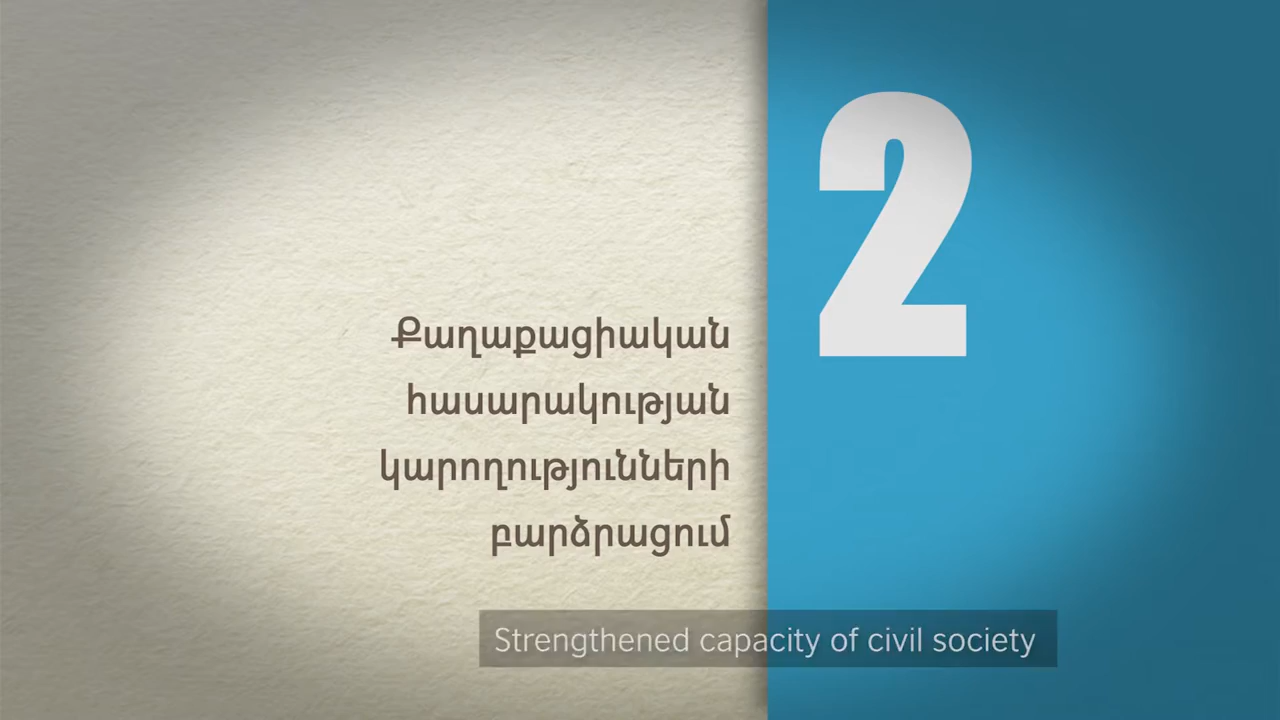 2
Քաղաքացիական
հասարակության
կարողությունների
բարձրացում
Strengthened capacity of civil society